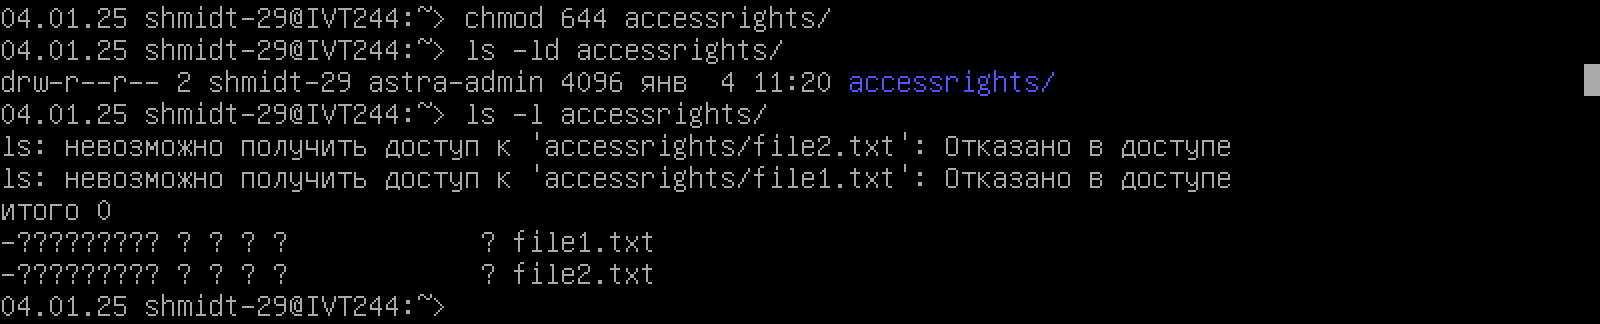 04.01.25 shmidt-29@IVT244:~> chmod 644 accessrights/
04.01.25 shmidt-29@IVT244:~> ls -ld accessrights/
drw-r--r-- 2 shmidt-29 astra-admin 4096 янв  4 11:20 accessrights/
04.01.25 shmidt-29@IVT244:~> ls -l accessrights/
ls: невозможно получить доступ к 'accessrights/file2.txt': Отказано в доступе
ls: невозможно получить доступ к 'accessrights/file1.txt': Отказано в доступе
итого 0
-????????? ? ? ? ?            ? file1.txt
-????????? ? ? ? ?            ? file2.txt
04.01.25 shmidt-29@IVT244:~>